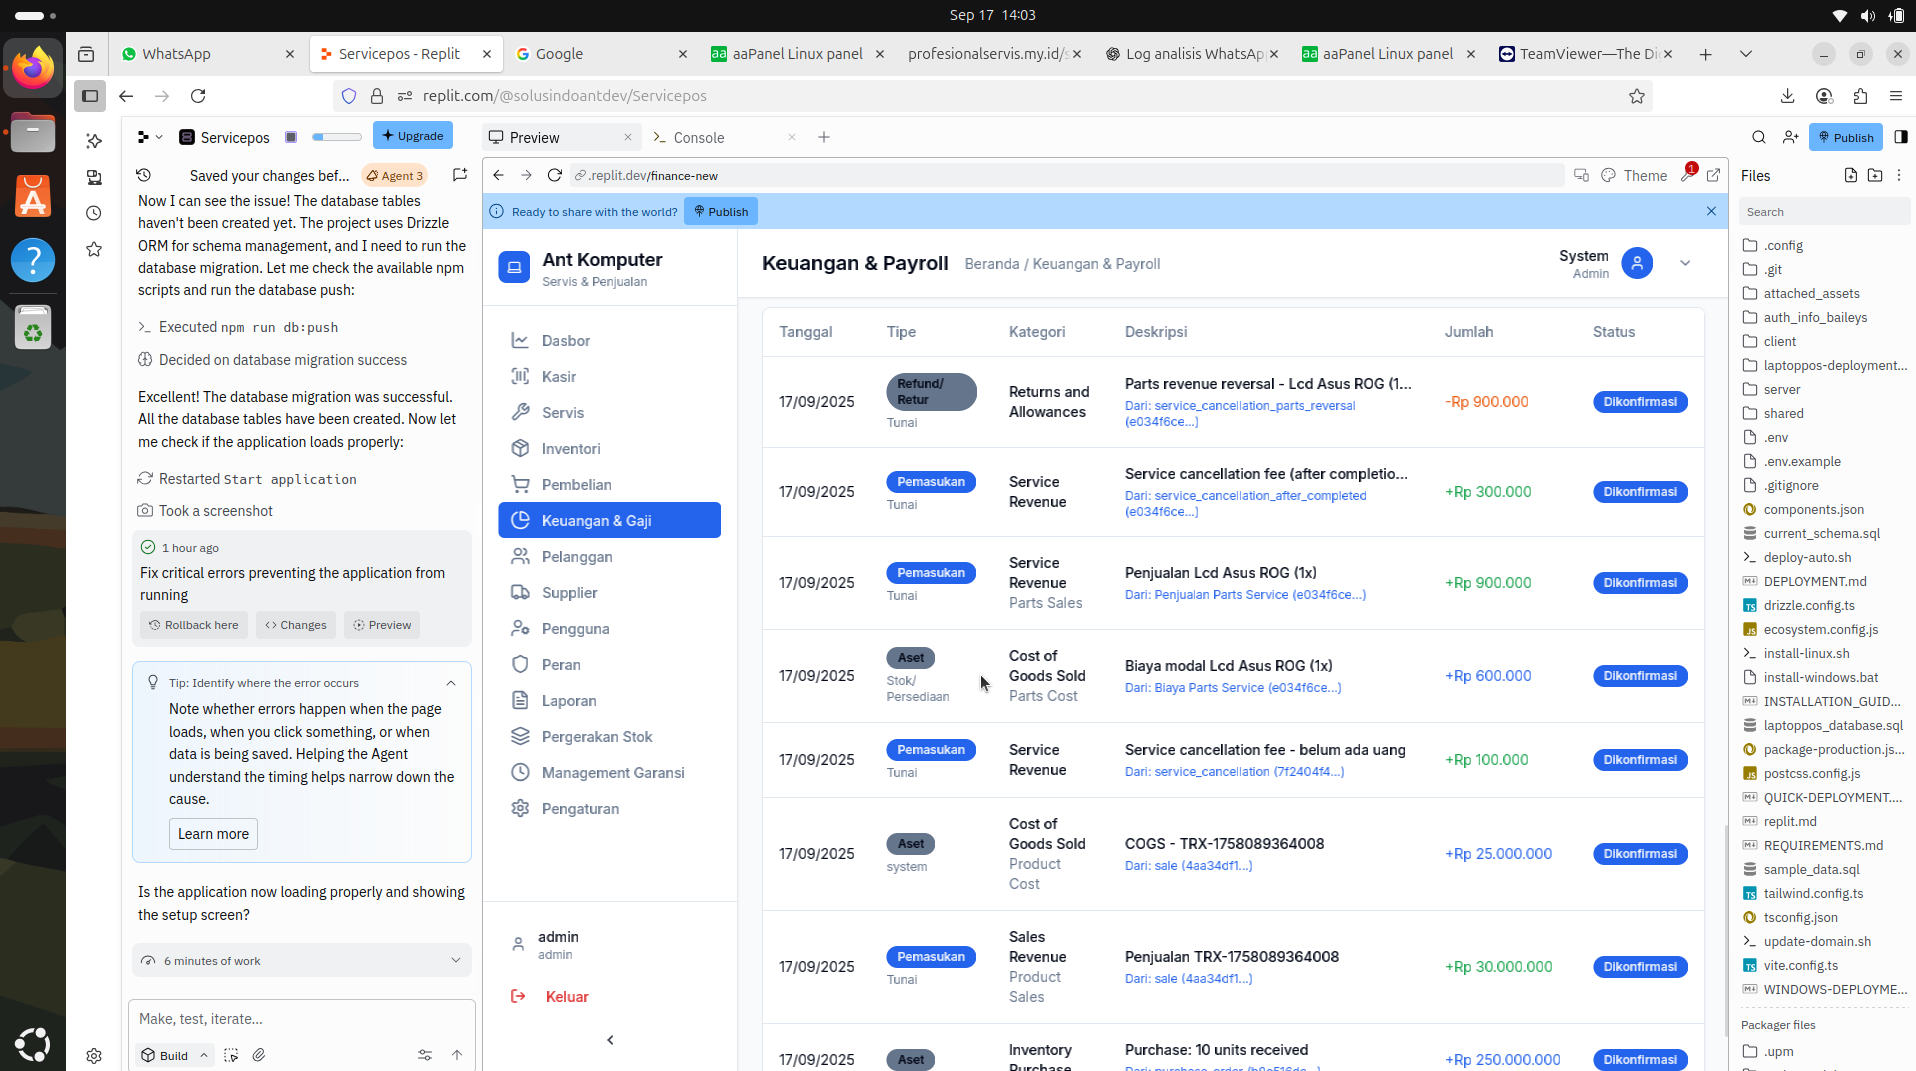 Sep 17 14:03
WhatsApp
Servicepos - Replit
Google
aaPanel Linux panel
profesionalservis.my.id/s
Log analisis WhatsApp
aaPanel Linux panel
TeamViewer—The Di
replit.com/@solusindoantdev/Servicepos
Servicepos
Upgrade
Preview
Console
Publish
Saved your changes bef...
Agent 3
.replit.dev/finance-new
Theme
1
Files
Ready to share with the world?
Publish
Search
Now I can see the issue! The database tables
haven't been created yet. The project uses Drizzle
ORM for schema management, and I need to run the
database migration. Let me check the available npm
scripts and run the database push:
Executed npm run db:push
Decided on database migration success
Excellent! The database migration was successful.
All the database tables have been created. Now let
me check if the application loads properly:
Restarted Start application
Took a screenshot
1 hour ago
Fix critical errors preventing the application from
running
Rollback here
Changes
Preview
Tip: Identify where the error occurs
Note whether errors happen when the page
loads, when you click something, or when
data is being saved. Helping the Agent
understand the timing helps narrow down the
cause.
Learn more
Is the application now loading properly and showing
the setup screen?
6 minutes of work
Make, test, iterate...
Build
Ant Komputer
Servis & Penjualan
Dasbor
Kasir
Servis
Inventori
Pembelian
Keuangan & Gaji
Pelanggan
Supplier
Pengguna
Peran
Laporan
Pergerakan Stok
Management Garansi
Pengaturan
admin
admin
Keluar
Keuangan & Payroll
Beranda / Keuangan & Payroll
System
Admin
Tanggal Tipe Kategori Deskripsi Jumlah Status
17/09/2025
Refund/
Retur
Tunai
Returns and
Allowances
Parts revenue reversal - Lcd Asus ROG (1...
Dari: service_cancellation_parts_reversal
(e034f6ce...)
-Rp 900.000
Dikonfirmasi
17/09/2025
Pemasukan
Tunai
Service
Revenue
Service cancellation fee (after completio...
Dari: service_cancellation_after_completed
(e034f6ce...)
+Rp 300.000
Dikonfirmasi
17/09/2025
Pemasukan
Tunai
Service
Revenue
Parts Sales
Penjualan Lcd Asus ROG (1x)
Dari: Penjualan Parts Service (e034f6ce...)
+Rp 900.000
Dikonfirmasi
17/09/2025
Aset
Stok/
Persediaan
Cost of
Goods Sold
Parts Cost
Biaya modal Lcd Asus ROG (1x)
Dari: Biaya Parts Service (e034f6ce...)
+Rp 600.000
Dikonfirmasi
17/09/2025
Pemasukan
Tunai
Service
Revenue
Service cancellation fee - belum ada uang
Dari: service_cancellation (7f2404f4...)
+Rp 100.000
Dikonfirmasi
17/09/2025
Aset
system
Cost of
Goods Sold
Product
Cost
COGS - TRX-1758089364008
Dari: sale (4aa34df1...)
+Rp 25.000.000
Dikonfirmasi
17/09/2025
Pemasukan
Tunai
Sales
Revenue
Product
Sales
Penjualan TRX-1758089364008
Dari: sale (4aa34df1...)
+Rp 30.000.000
Dikonfirmasi
17/09/2025
Aset
Inventory
Purchase
Purchase: 10 units received
+Rp 250.000.000
Dikonfirmasi
.config
.git
attached_assets
auth_info_baileys
client
laptoppos-deployment...
server
shared
.env
.env.example
.gitignore
components.json
current_schema.sql
deploy-auto.sh
DEPLOYMENT.md
drizzle.config.ts
ecosystem.config.js
install-linux.sh
install-windows.bat
INSTALLATION_GUID...
laptoppos_database.sql
package-production.js...
postcss.config.js
QUICK-DEPLOYMENT....
replit.md
REQUIREMENTS.md
sample_data.sql
tailwind.config.ts
tsconfig.json
update-domain.sh
vite.config.ts
WINDOWS-DEPLOYME...
Packager files
.upm